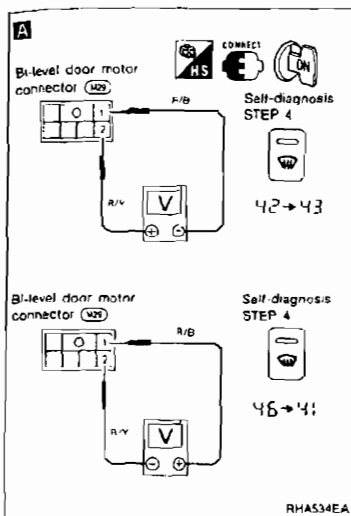 A
H.S
CONNECT
ON
Bi-level door motor
connector M29
Self-diagnosis
STEP 4
R/B
1
2
R/Y
V
42→43
Bi-level door motor
connector M29
Self-diagnosis
STEP 4
R/B
1
2
R/Y
V
46→41
RHA534EA